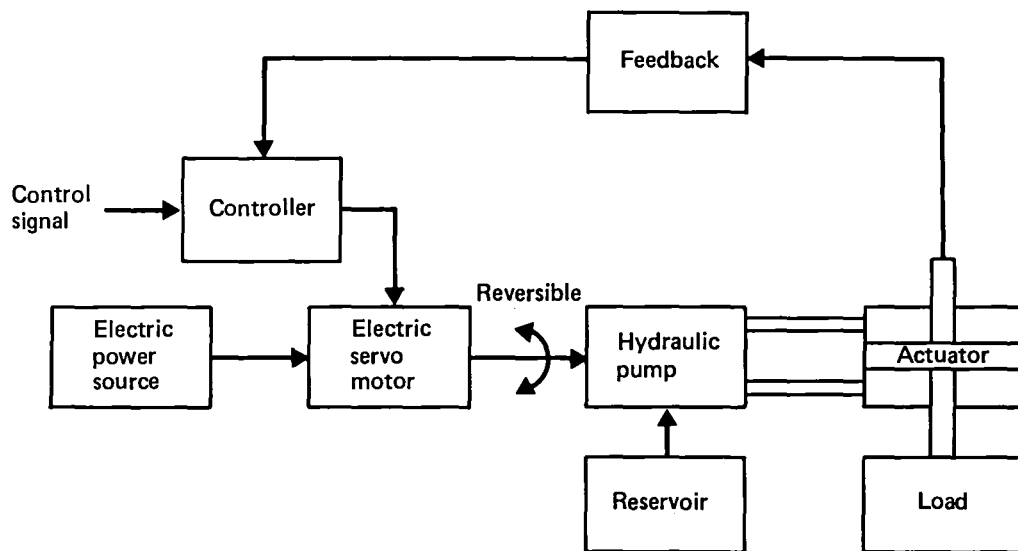 Feedback
Control
signal
Controller
Reversible
Electric
power
source
Electric
servo
motor
Hydraulic
pump
Actuator
Reservoir
Load